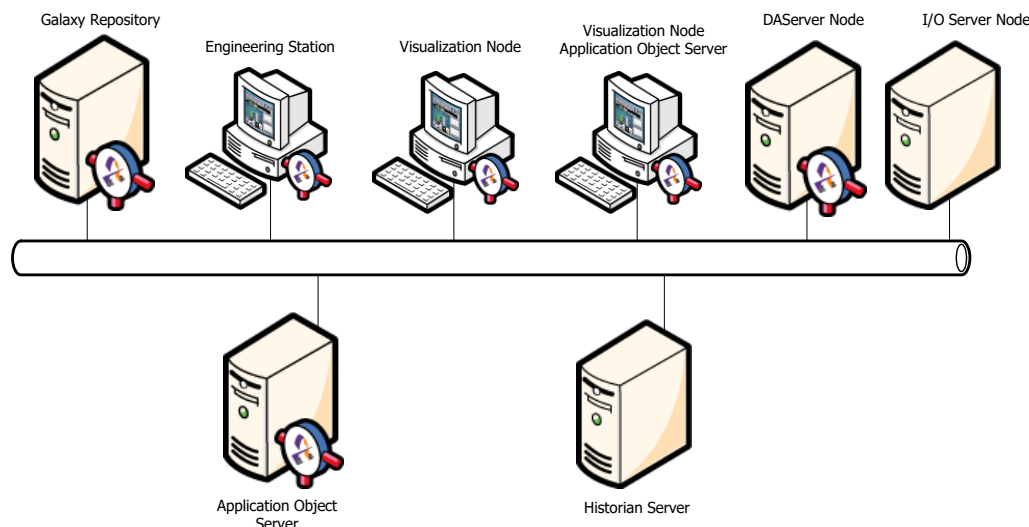 Galaxy Repository
Engineering Station
Visualization Node
Visualization Node
Application Object Server
DAServer Node
I/O Server Node
Application Object
Server
Historian Server